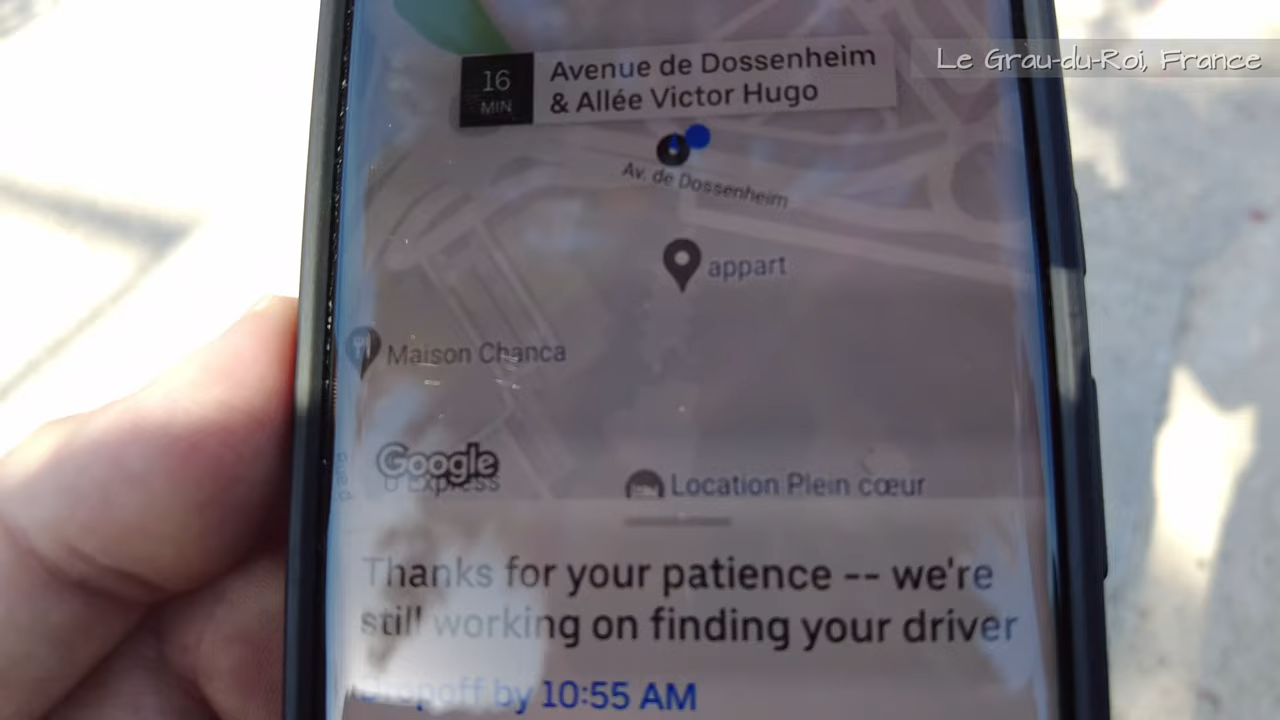 Le Grau-du-Roi, France
16
MIN
Avenue de Dossenheim
& Allée Victor Hugo
Av. de Dossenheim
appart
Maison Chanca
Google
Express
Location Plein cœur
Thanks for your patience -- we're
still working on finding your driver
Dropoff by 10:55 AM